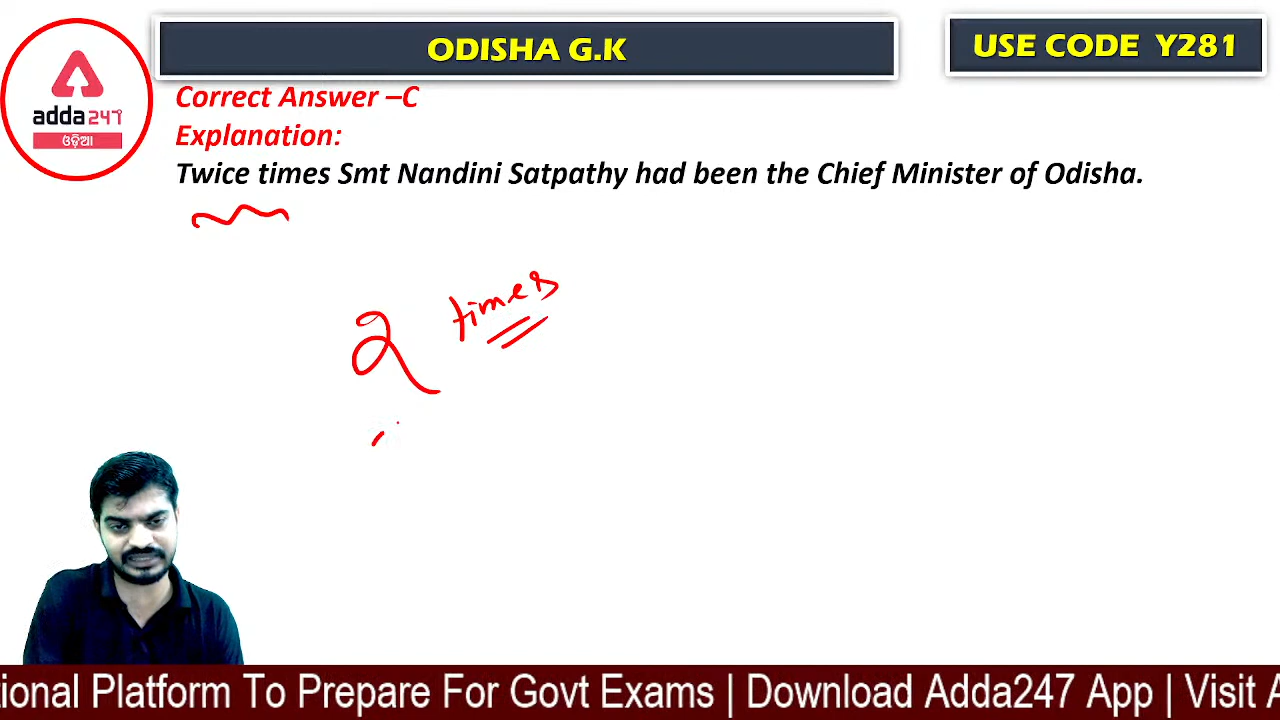 ODISHA G.K
USE CODE Y281
adda247
ଓଡ଼ିଆ
Correct Answer –C
Explanation:
Twice times Smt Nandini Satpathy had been the Chief Minister of Odisha.
2 times
tional Platform To Prepare For Govt Exams | Download Adda247 App | Visit A